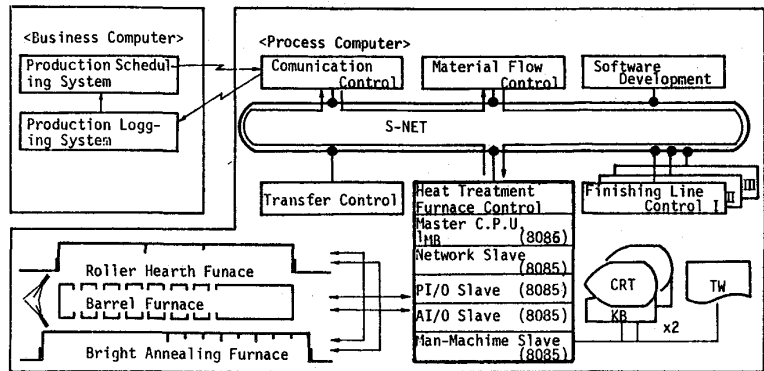 <Business Computer>
Production Schedul
ing System
Production Logg-
ing System
<Process Computer>
Comunication
Control
Material Flow
Control
Software
Development
S-NET
Transfer Control
Heat Treatment
Furnace Control
Master C.P.U.
1MB (8086)
Network Slave
(8085)
PI/O Slave (8085)
AI/O Slave (8085)
Man-Machine Slave
(8085)
Finishing Line
Control I
II
III
Roller Hearth Funace
Barrel Furnace
Bright Annealing Furnace
CRT
KB
x2
TW